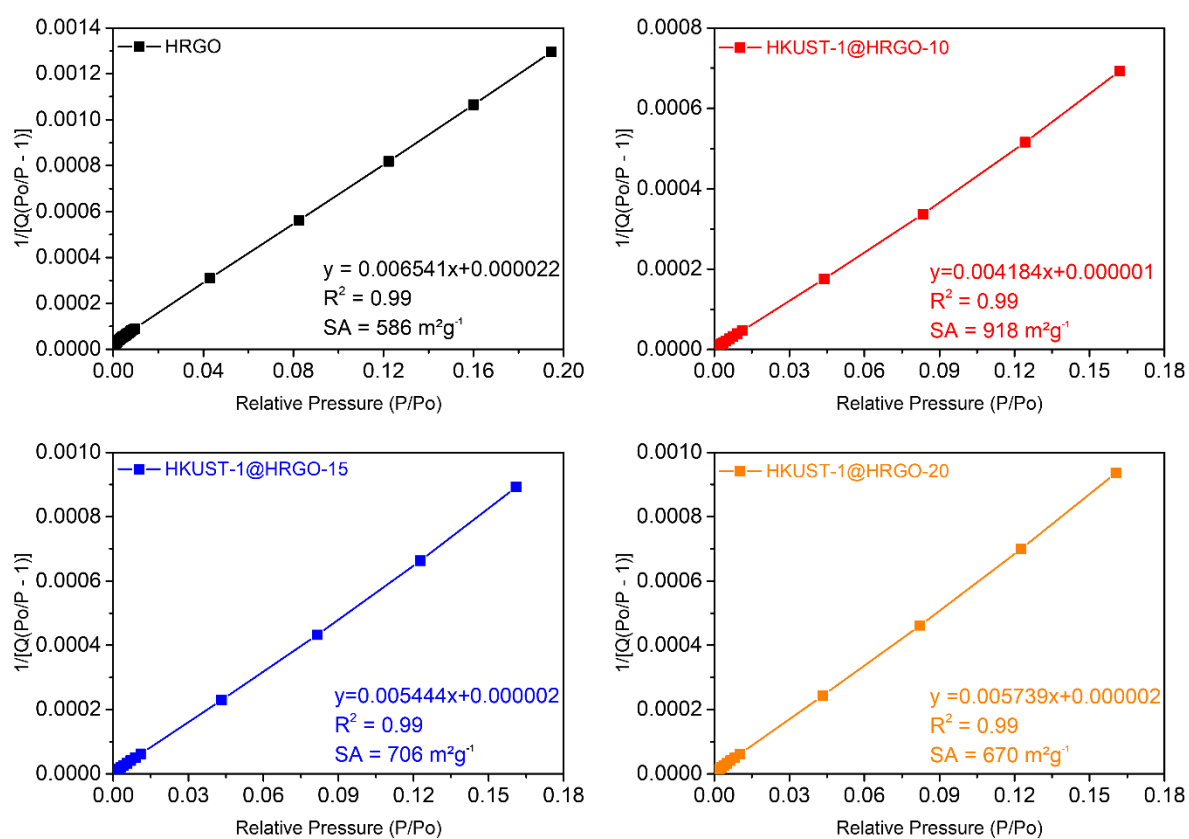 HRGO
1/[Q(Po/P - 1)]
0.0014
0.0012
0.0010
0.0008
0.0006
0.0004
0.0002
0.0000
y = 0.006541x+0.000022
R² = 0.99
SA = 586 m²g⁻¹
0.00 0.04 0.08 0.12 0.16 0.20
Relative Pressure (P/Po)
HKUST-1@HRGO-10
1/[Q(Po/P - 1)]
0.0008
0.0006
0.0004
0.0002
0.0000
y=0.004184x+0.000001
R² = 0.99
SA = 918 m²g⁻¹
0.00 0.03 0.06 0.09 0.12 0.15 0.18
Relative Pressure (P/Po)
HKUST-1@HRGO-15
1/[Q(Po/P - 1)]
0.0010
0.0008
0.0006
0.0004
0.0002
0.0000
y=0.005444x+0.000002
R² = 0.99
SA = 706 m²g⁻¹
0.00 0.03 0.06 0.09 0.12 0.15 0.18
Relative Pressure (P/Po)
HKUST-1@HRGO-20
1/[Q(Po/P - 1)]
0.0010
0.0008
0.0006
0.0004
0.0002
0.0000
y =0.005739x+0.000002
R² = 0.99
SA = 670 m²g⁻¹
0.00 0.03 0.06 0.09 0.12 0.15 0.18
Relative Pressure (P/Po)